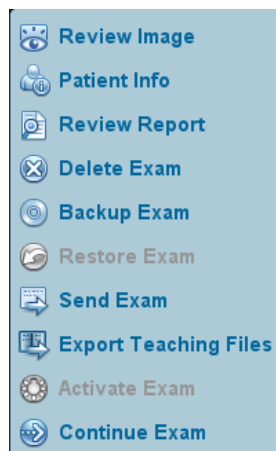 Review Image
Patient Info
Review Report
Delete Exam
Backup Exam
Restore Exam
Send Exam
Export Teaching Files
Activate Exam
Continue Exam